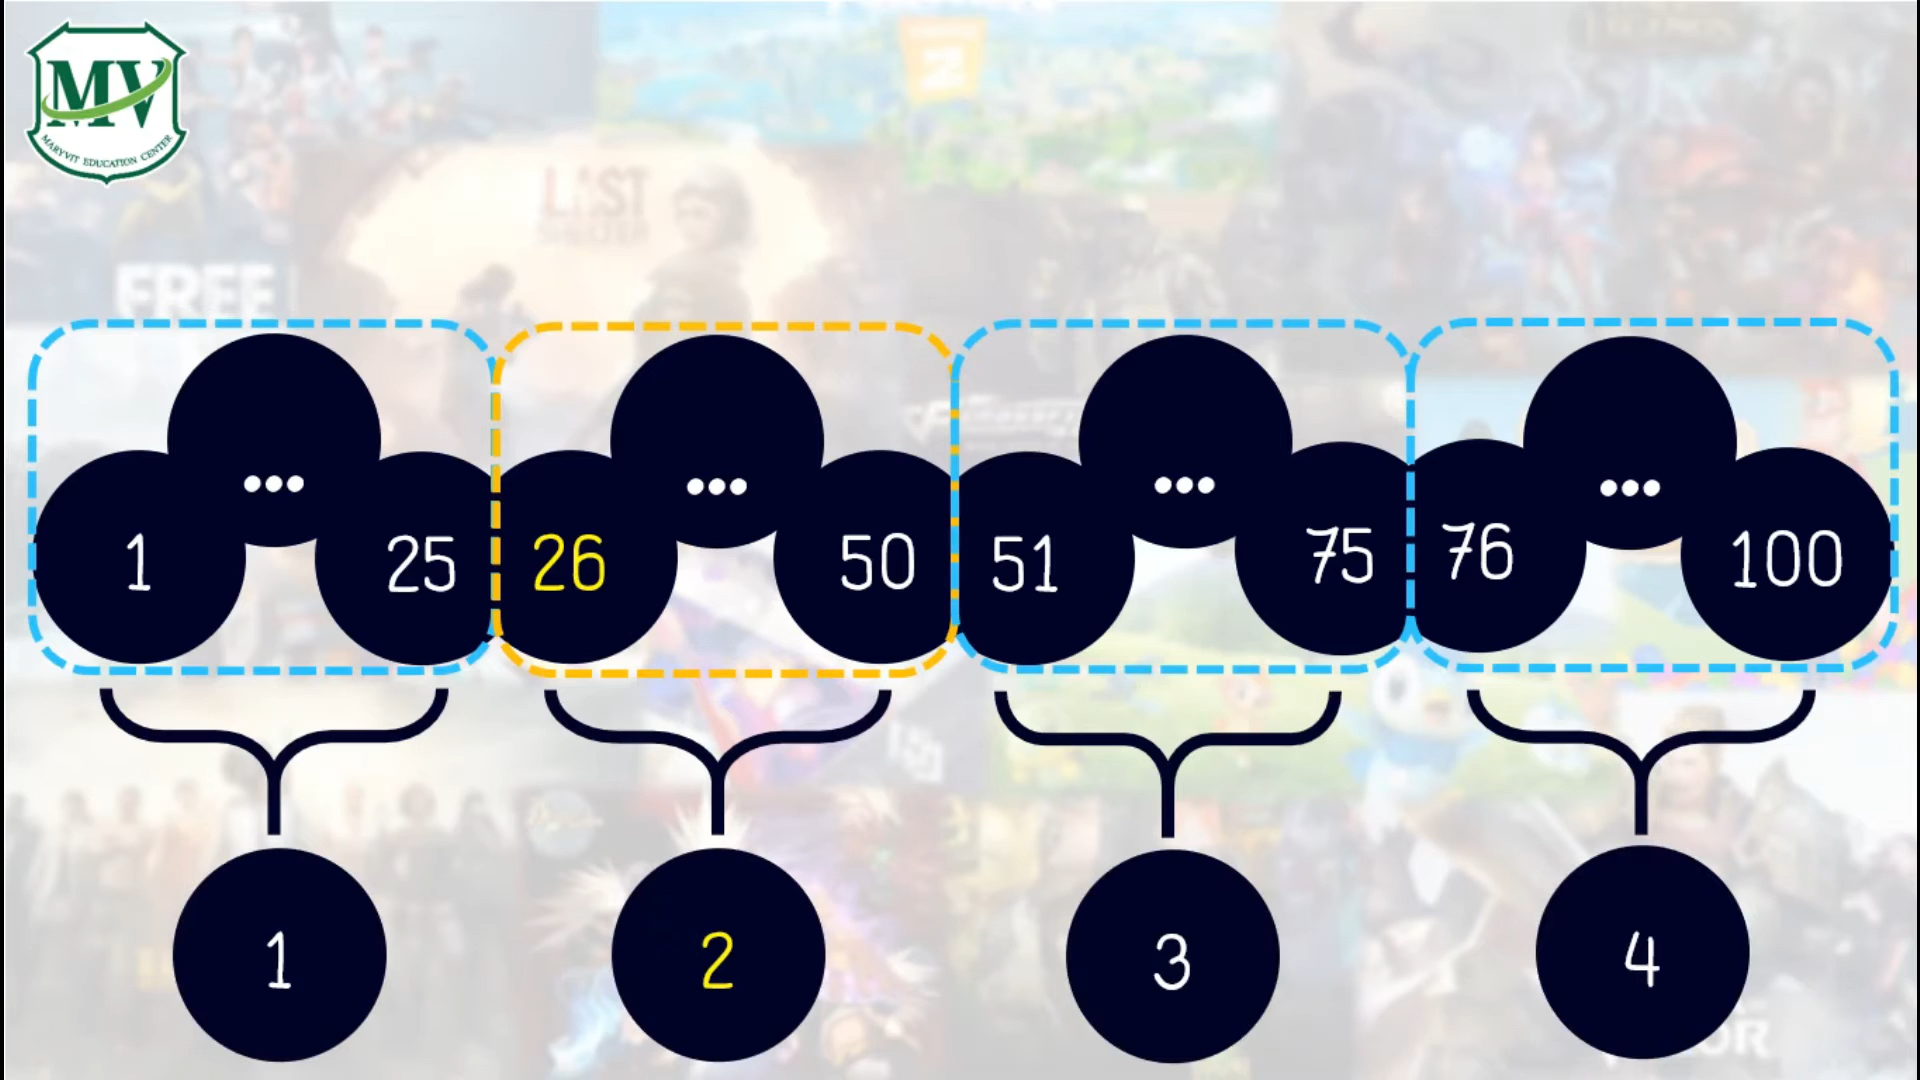 MV
MARYVIT EDUCATION CENTER
LAST
FREE
... ... ... ...
1 25 26 50 51 75 76 100
1 2 3 4